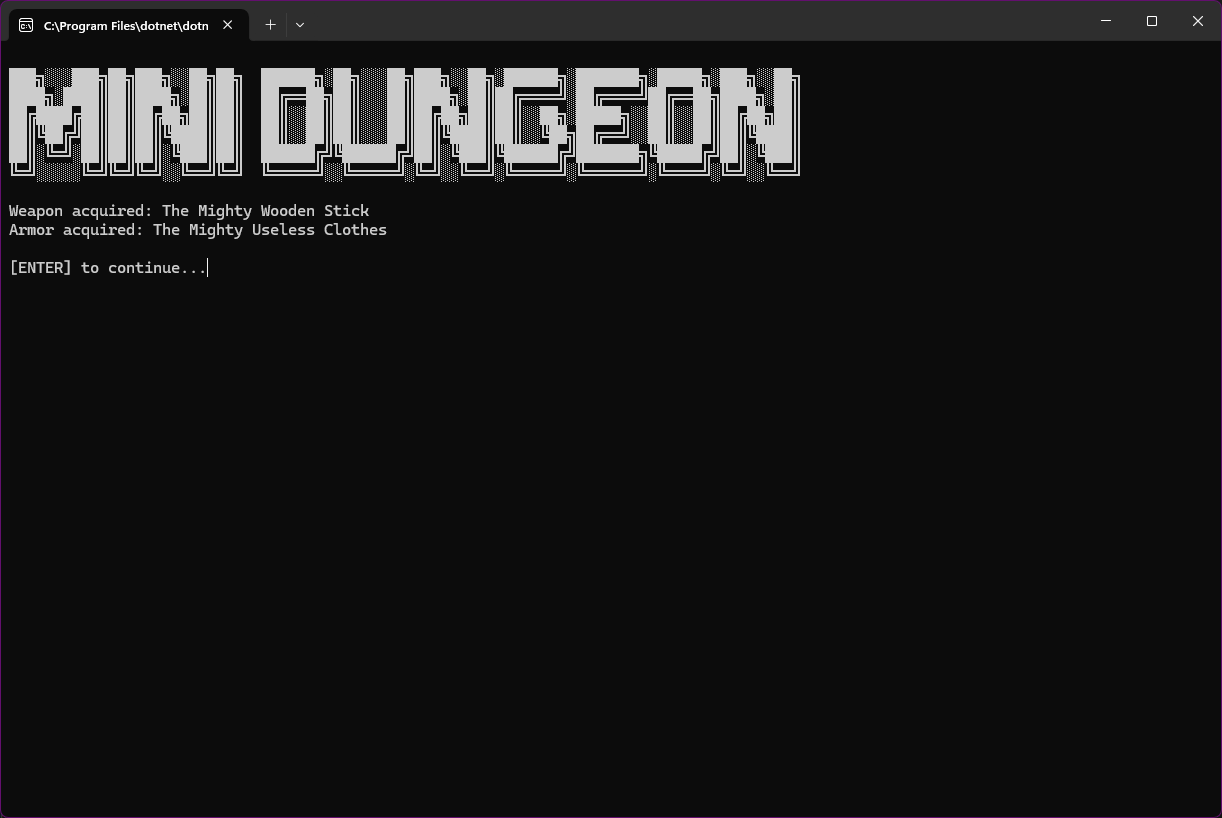 C:\Program Files\dotnet\dotn
MINI DUNGEON
Weapon acquired: The Mighty Wooden Stick
Armor acquired: The Mighty Useless Clothes
[ENTER] to continue...